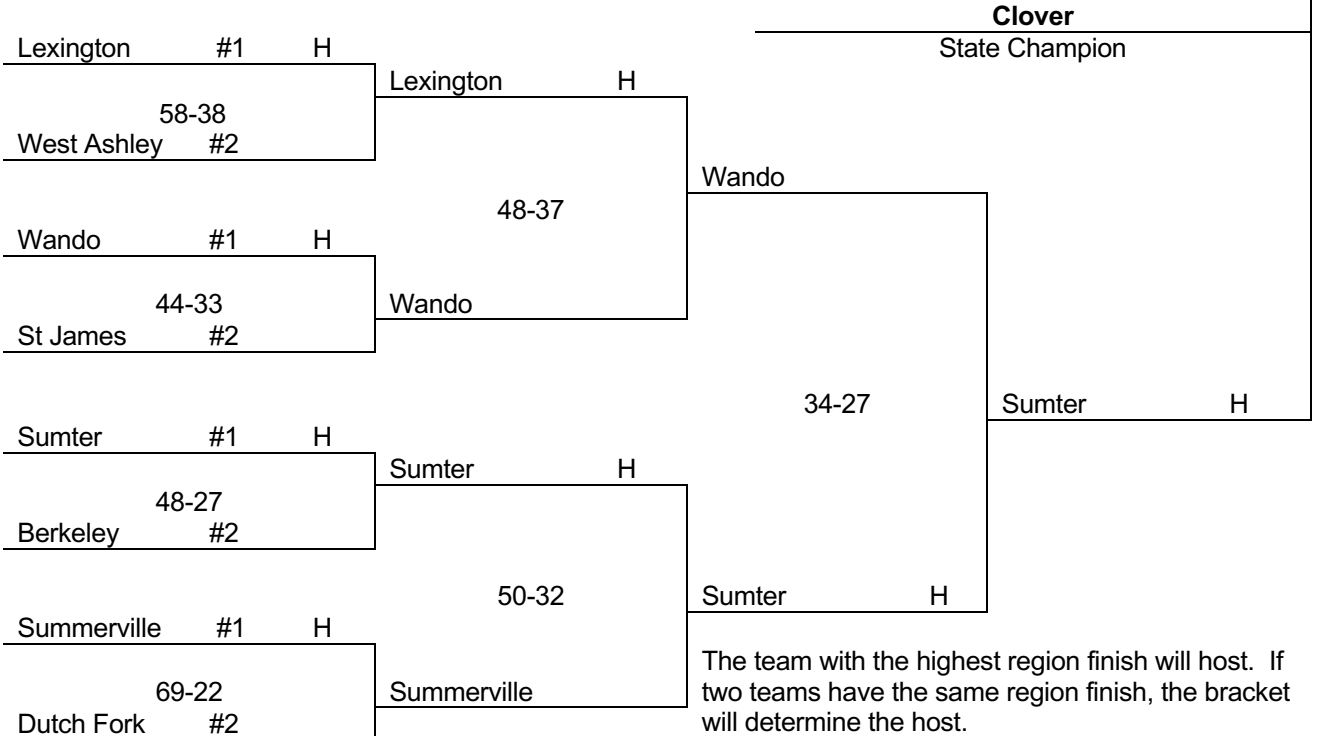 Clover
State Champion
Lexington #1 H
Lexington H
58-38
West Ashley #2
Wando
48-37
Wando #1 H
44-33
Wando
St James #2
34-27
Sumter H
Sumter #1 H
Sumter H
48-27
Berkeley #2
50-32
Sumter H
Summerville #1 H
The team with the highest region finish will host. If
69-22
Summerville
two teams have the same region finish, the bracket
Dutch Fork #2
will determine the host.